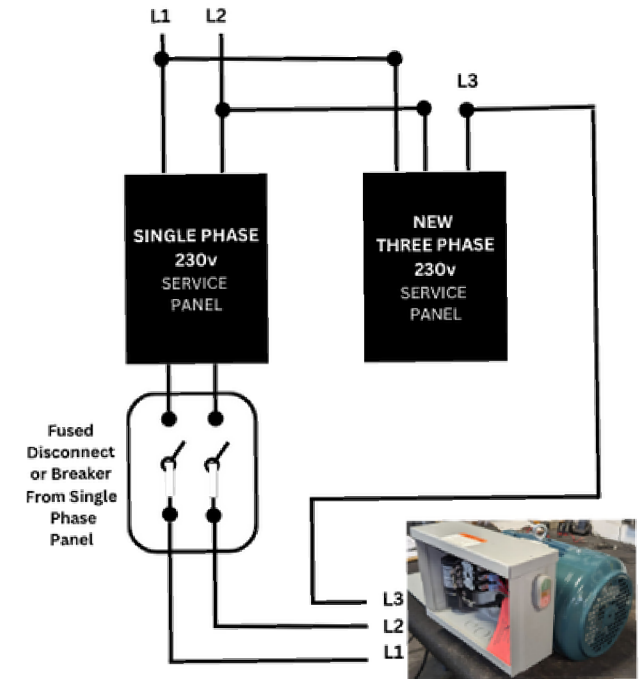 L1
L2
L3
SINGLE PHASE
230v
SERVICE
PANEL
NEW
THREE PHASE
230v
SERVICE
PANEL
Fused
Disconnect
or Breaker
From Single
Phase
Panel
L3
L2
L1